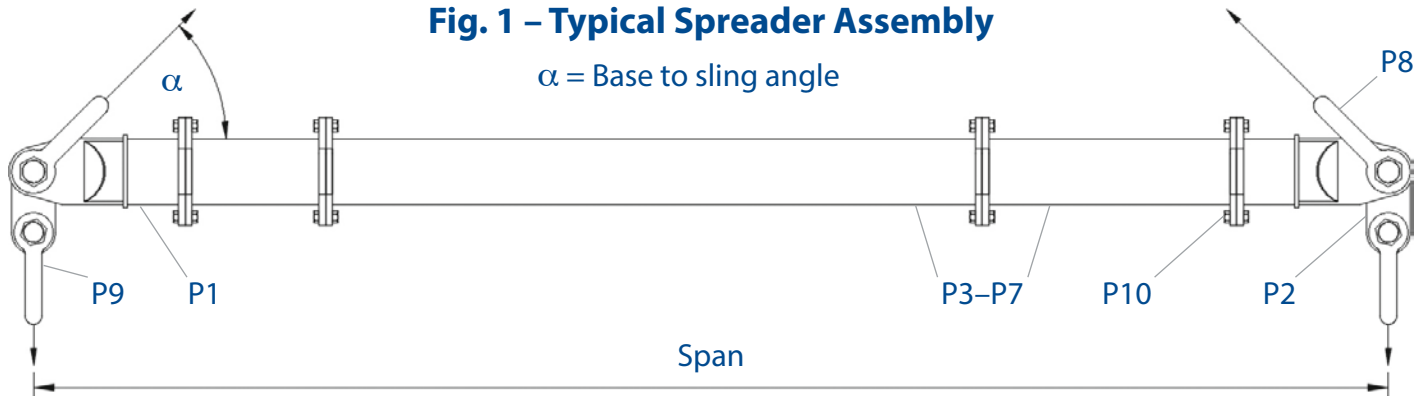 Fig. 1 – Typical Spreader Assembly
α = Base to sling angle
α
P8
P9
P1
P3–P7
P10
P2
Span